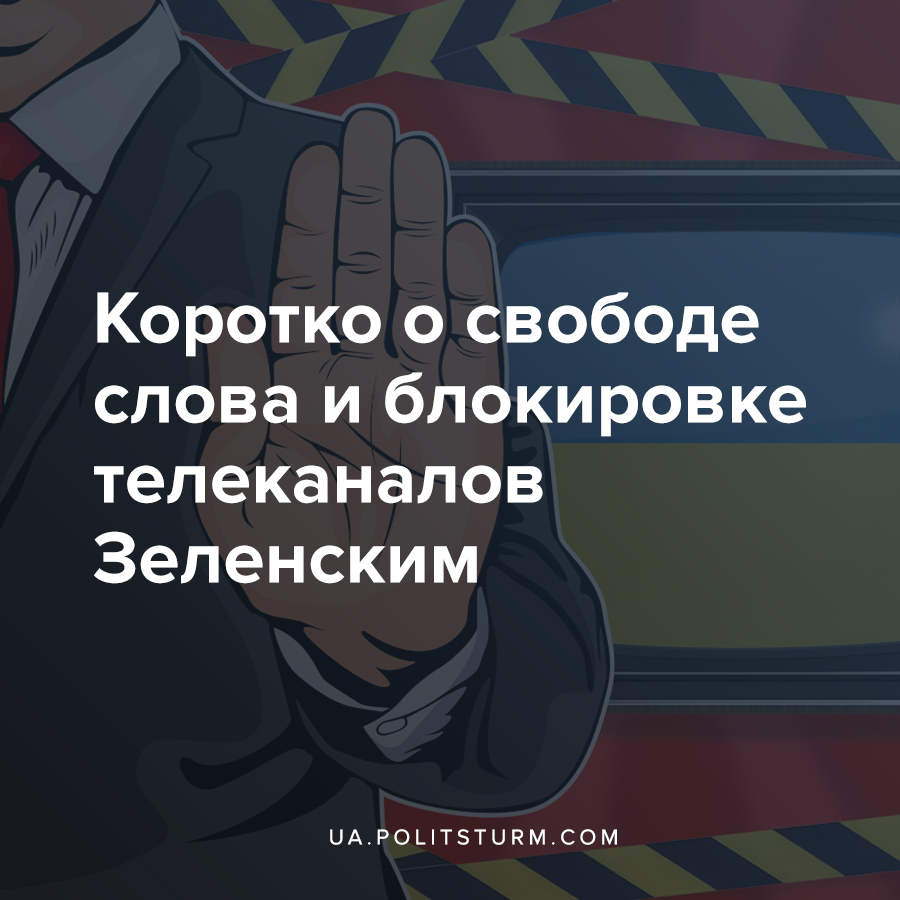 Коротко о свободе
слова и блокировке
телеканалов
Зеленским
UA.POLITSTURM.COM